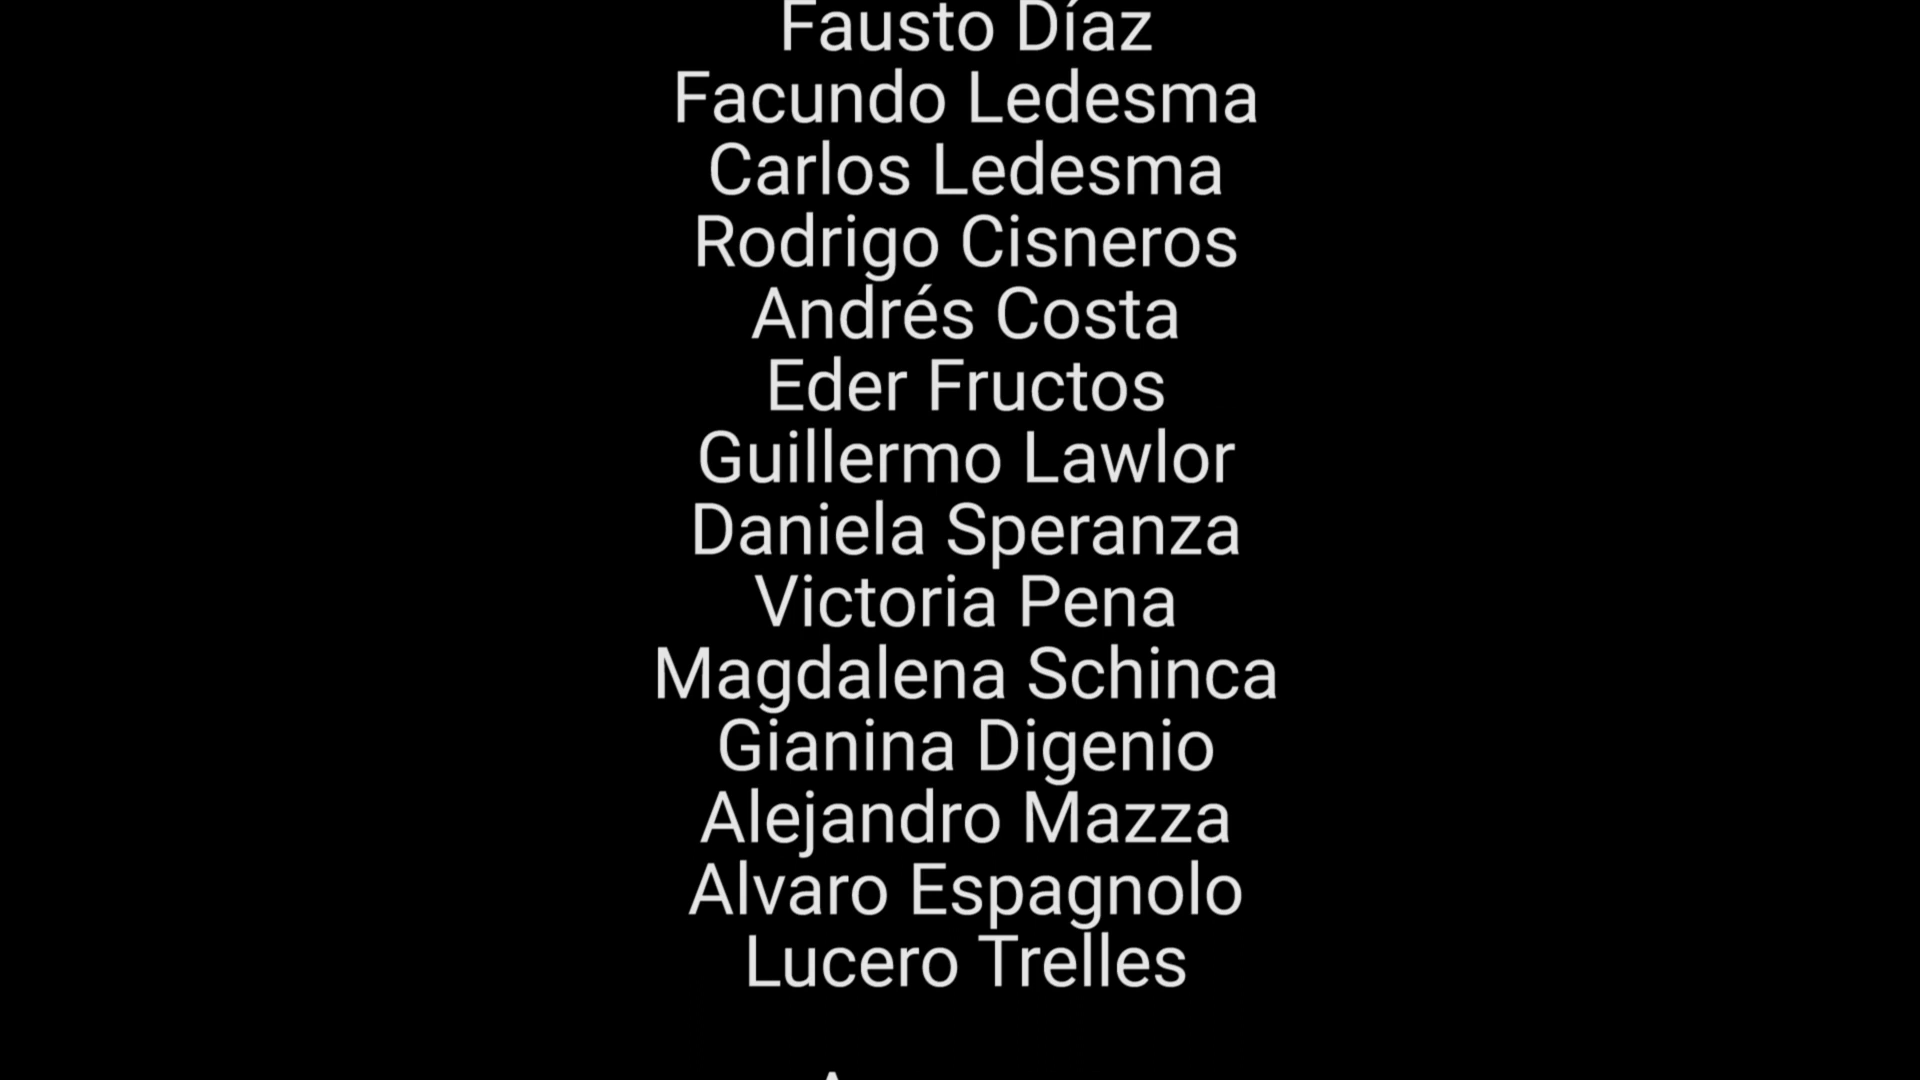 Fausto Díaz
Facundo Ledesma
Carlos Ledesma
Rodrigo Cisneros
Andrés Costa
Eder Fructos
Guillermo Lawlor
Daniela Speranza
Victoria Pena
Magdalena Schinca
Gianina Digenio
Alejandro Mazza
Alvaro Espagnolo
Lucero Trelles